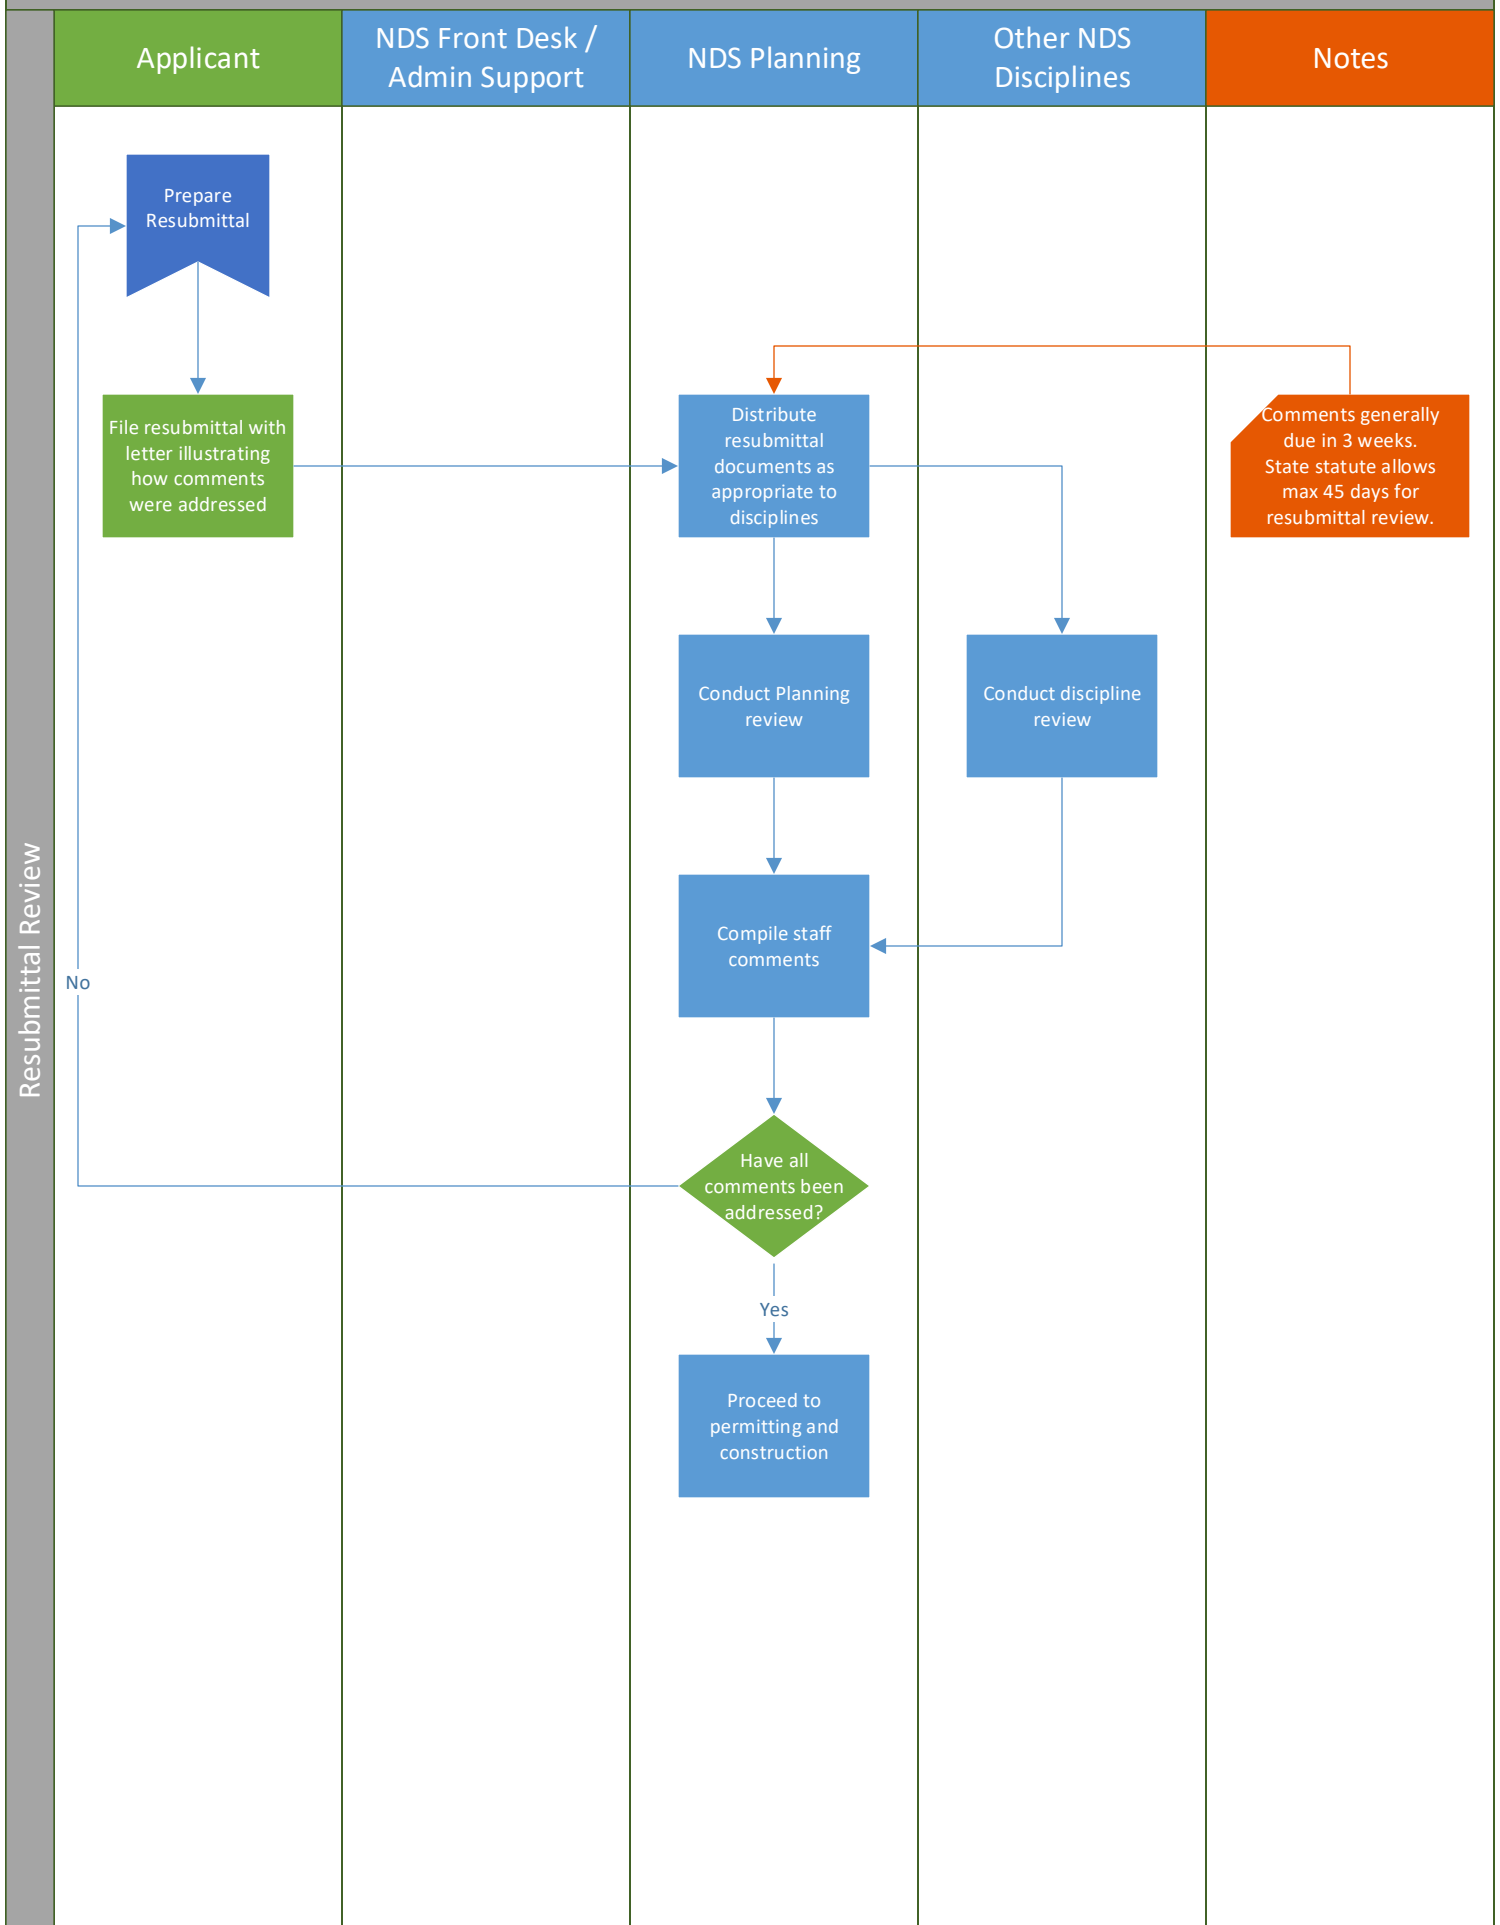 Applicant
NDS Front Desk /
Admin Support
NDS Planning
Other NDS
Disciplines
Notes
Resubmittal Review
Prepare
Resubmittal
File resubmittal with
letter illustrating
how comments
were addressed
Distribute
resubmittal
documents as
appropriate to
disciplines
Comments generally
due in 3 weeks.
State statute allows
max 45 days for
resubmittal review.
Conduct Planning
review
Conduct discipline
review
Compile staff
comments
No
Have all
comments been
addressed?
Yes
Proceed to
permitting and
construction